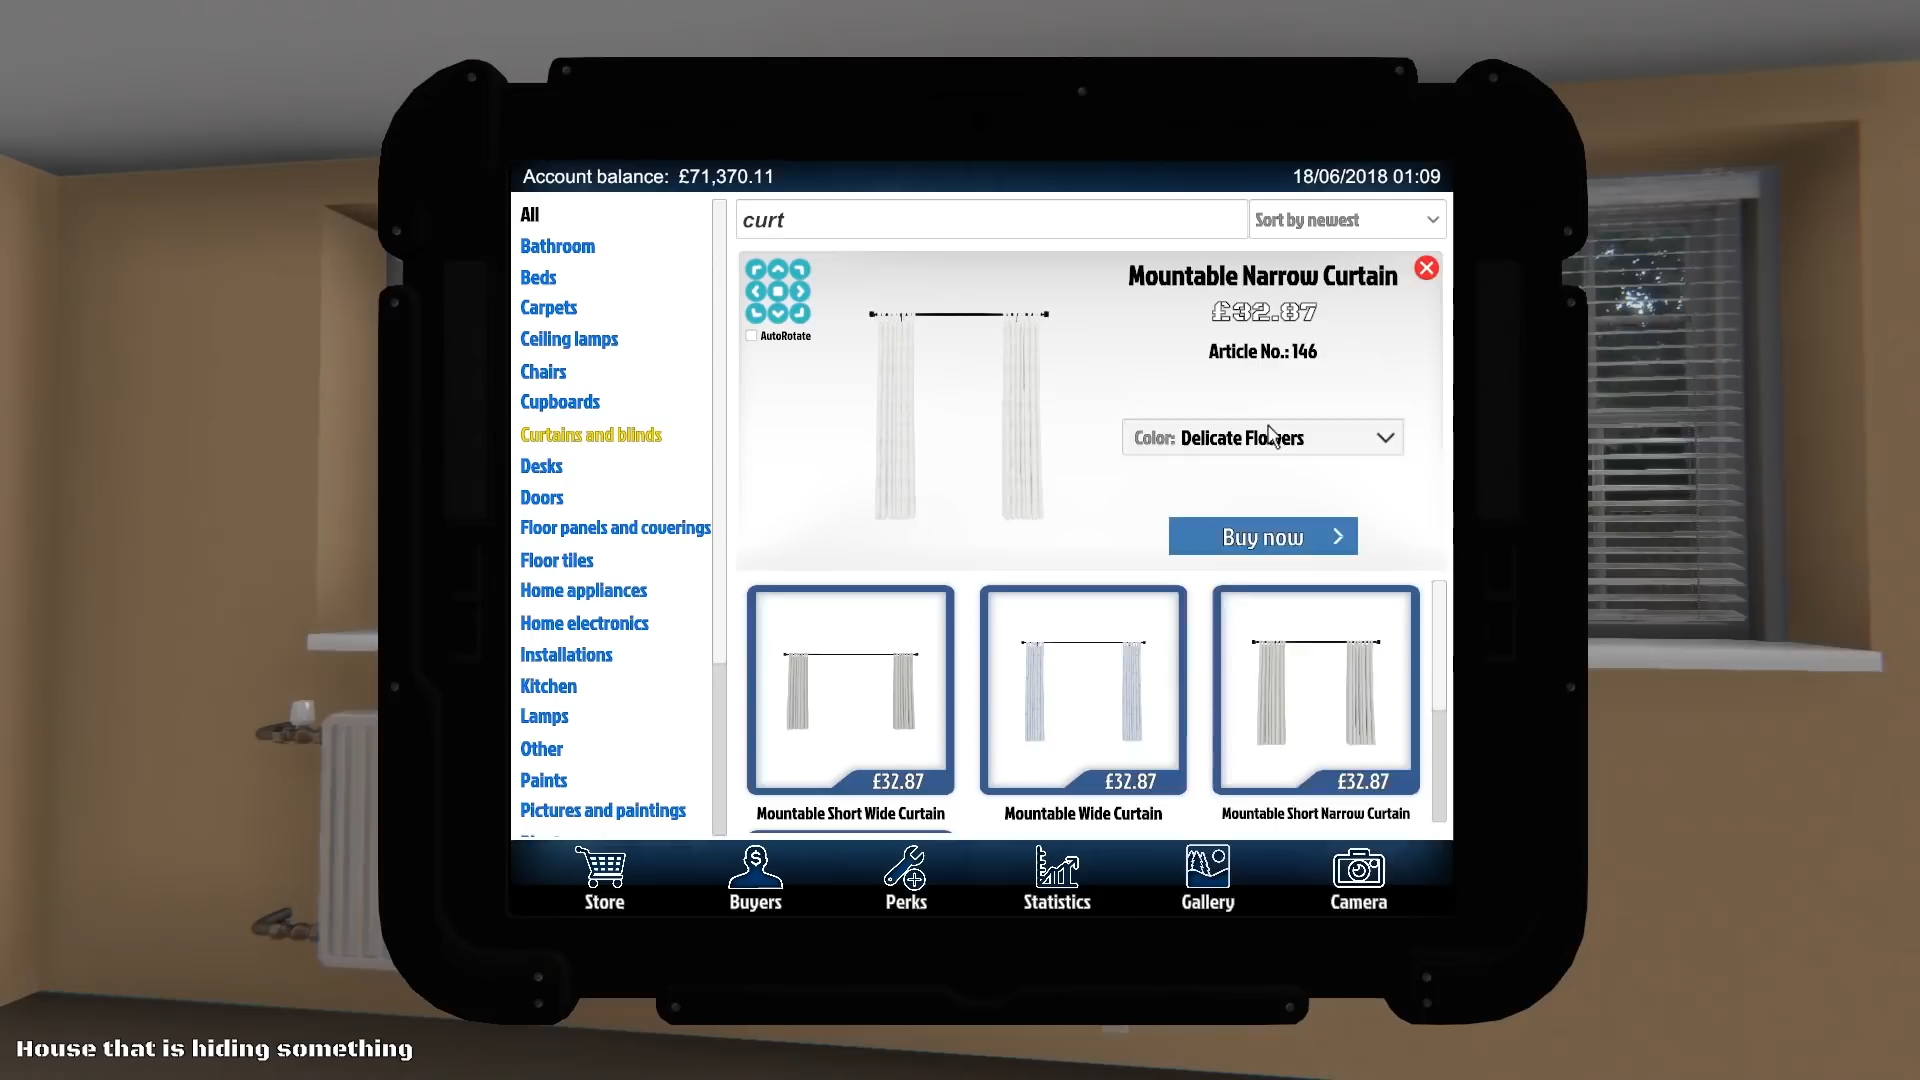 Account balance: £71,370.11
18/06/2018 01:09
All
Bathroom
Beds
Carpets
Ceiling lamps
Chairs
Cupboards
Curtains and blinds
Desks
Doors
Floor panels and coverings
Floor tiles
Home appliances
Home electronics
Installations
Kitchen
Lamps
Other
Paints
Pictures and paintings
curt
Sort by newest
AutoRotate
Mountable Narrow Curtain
£32.87
Article No.: 146
Color: Delicate Flowers
Buy now
£32.87
£32.87
£32.87
Mountable Short Wide Curtain
Mountable Wide Curtain
Mountable Short Narrow Curtain
Store
Buyers
Perks
Statistics
Gallery
Camera
House that is hiding something